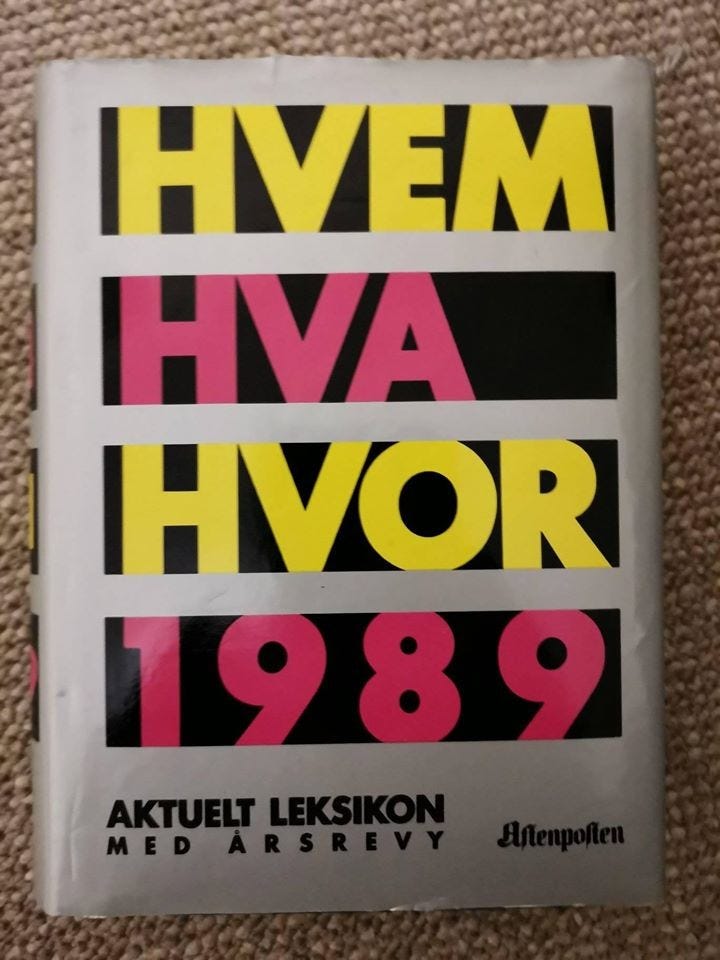 HVEM
HVA
HVOR
1989
AKTUELT LEKSIKON
MED ÅRSREVY
Aftenposten